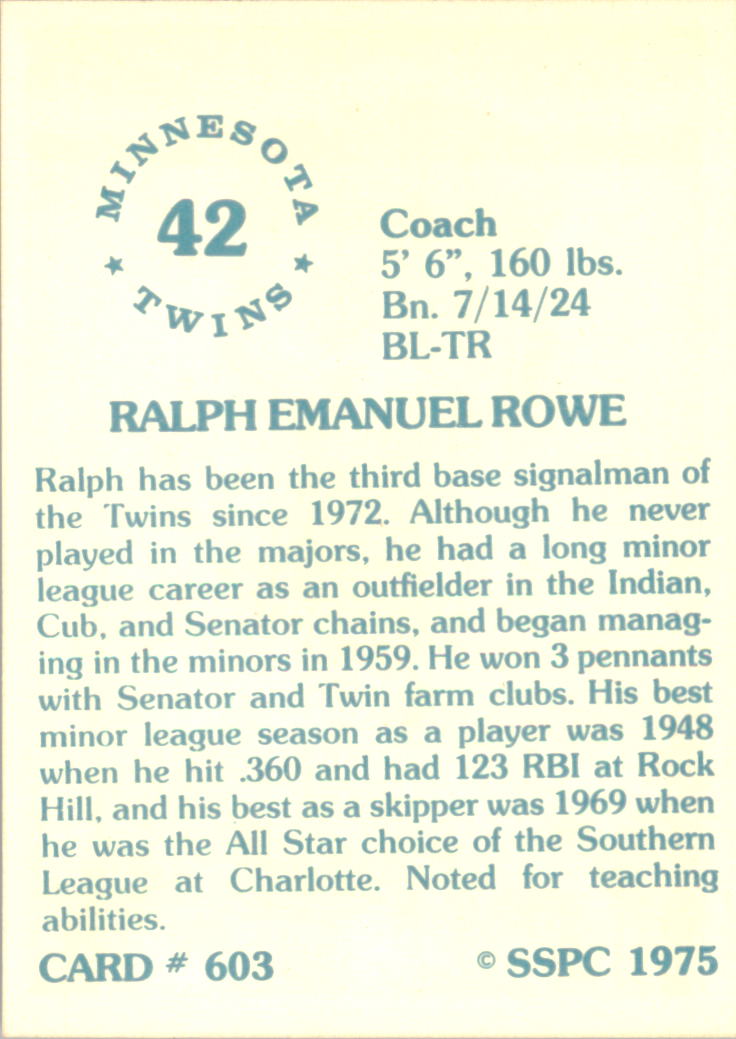 MINNESOTA
42
★ TWINS ★
Coach
5' 6", 160 lbs.
Bn. 7/14/24
BL-TR
RALPH EMANUEL ROWE
Ralph has been the third base signalman of
the Twins since 1972. Although he never
played in the majors, he had a long minor
league career as an outfielder in the Indian,
Cub, and Senator chains, and began manag-
ing in the minors in 1959. He won 3 pennants
with Senator and Twin farm clubs. His best
minor league season as a player was 1948
when he hit .360 and had 123 RBI at Rock
Hill, and his best as a skipper was 1969 when
he was the All Star choice of the Southern
League at Charlotte. Noted for teaching
abilities.
CARD # 603
© SSPC 1975